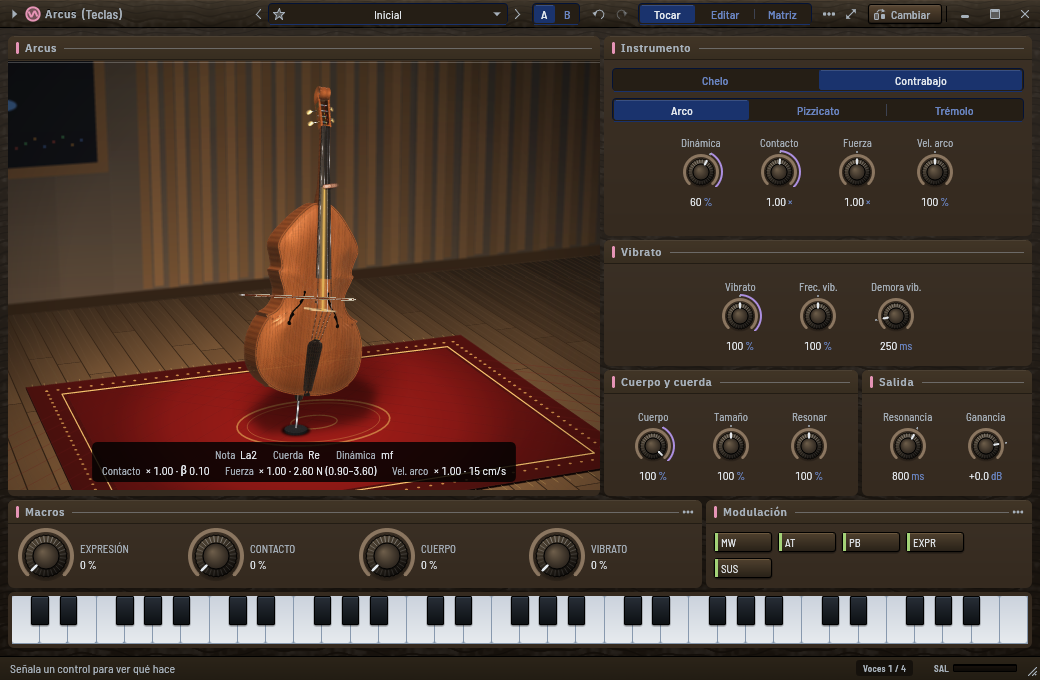 Arcus (Teclas)
Inicial
A B
Tocar Editar Matriz
Cambiar
Arcus
Instrumento
Chelo Contrabajo
Arco Pizzicato Trémolo
Dinámica Contacto Fuerza Vel. arco
60 % 1.00 × 1.00 × 100 %
Vibrato
Vibrato Frec. vib. Demora vib.
100 % 100 % 250 ms
Cuerpo y cuerda
Cuerpo Tamaño Resonar
100 % 100 % 100 %
Salida
Resonancia Ganancia
800 ms +0.0 dB
Nota La2 Cuerda Re Dinámica mf
Contacto × 1.00 · β 0.10 Fuerza × 1.00 · 2.60 N (0.90–3.60) Vel. arco × 1.00 · 15 cm/s
Macros
EXPRESIÓN CONTACTO CUERPO VIBRATO
0 % 0 % 0 % 0 %
Modulación
MW AT PB EXPR
SUS
Señala un control para ver qué hace
Voces 1 / 4
SAL